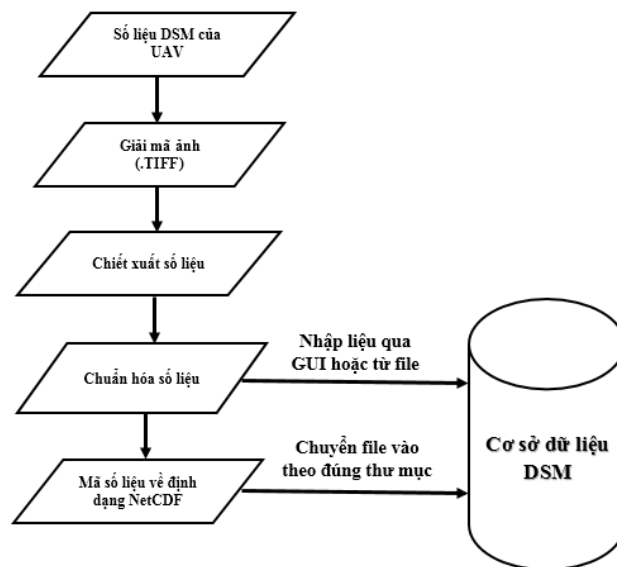 Số liệu DSM của
UAV
Giải mã ảnh
(.TIFF)
Chiết xuất số liệu
Chuẩn hóa số liệu
Nhập liệu qua
GUI hoặc từ file
Mã số liệu về định
dạng NetCDF
Chuyển file vào
theo đúng thư mục
Cơ sở dữ liệu
DSM